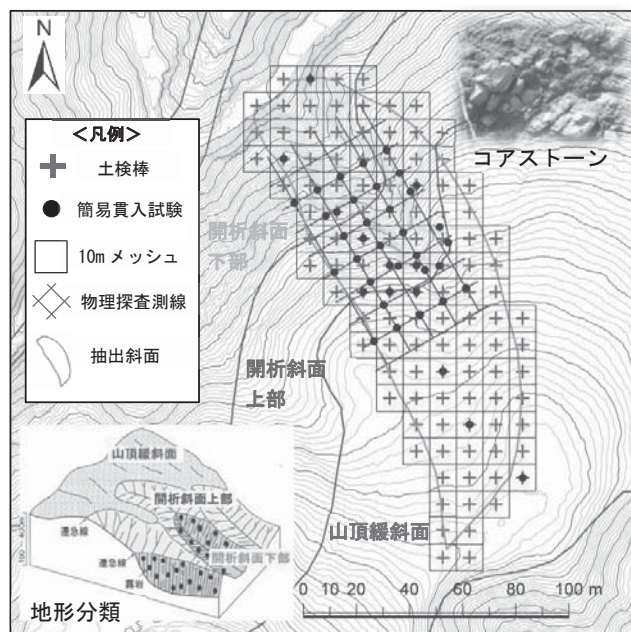 N
<凡例>
土検棒
簡易貫入試験
10m メッシュ
物理探査測線
抽出斜面
コアストーン
開析斜面
下部
開析斜面
上部
山頂緩斜面
山頂緩斜面
開析斜面上部
開析斜面下部
遷急線
遷急線
露岩
地形分類
0 20 40 60 80 100 m